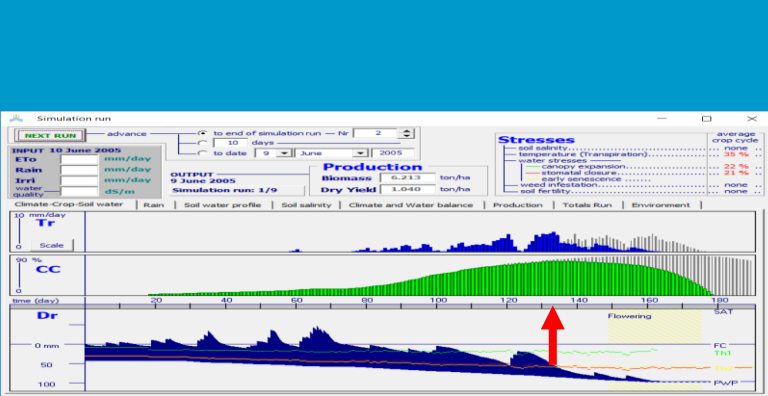 Simulation run
NEXT RUN advance to end of simulation run Nr 2
10 days
to date 9 June 2005
INPUT 10 June 2005
ETo mm/day
Rain mm/day
Irri mm/day
water quality dS/m
OUTPUT
9 June 2005
Simulation run: 1/9
Production
Biomass 6.213 ton/ha
Dry Yield 1.040 ton/ha
Stresses average crop cycle
soil salinity none
temperature (Transpiration) 35 %
water stresses
canopy expansion 22 %
stomatal closure 21 %
early senescence
weed infestation none
soil fertility none
Climate-Crop-Soil water | Rain | Soil water profile | Soil salinity | Climate and Water balance | Production | Totals Run | Environment |
10 mm/day
Tr
0 Scale
90 %
CC
0
time (day) 20 40 60 80 100 120 140 160 180
Dr Flowering SAT
0 mm FC
Th1
50
100 PWP